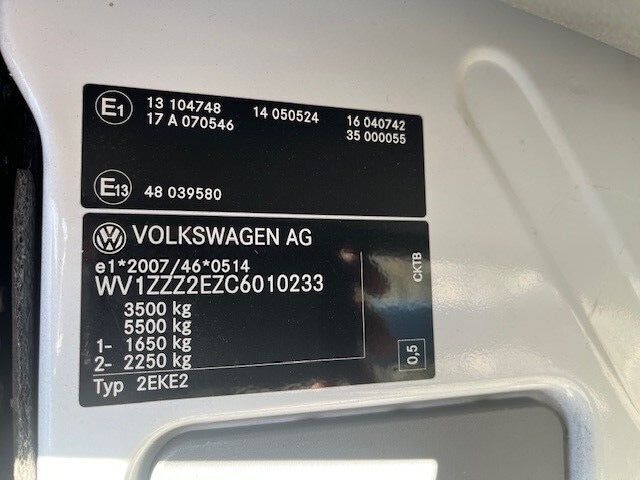 E1 13 104748 14 050524 16 040742
17 A 070546 35 000055
E13 48 039580
VOLKSWAGEN AG
e1*2007/46*0514
WV1ZZZ2EZC6010233
3500 kg
5500 kg
1- 1650 kg
2- 2250 kg
Typ 2EKE2
CKTB
0,5